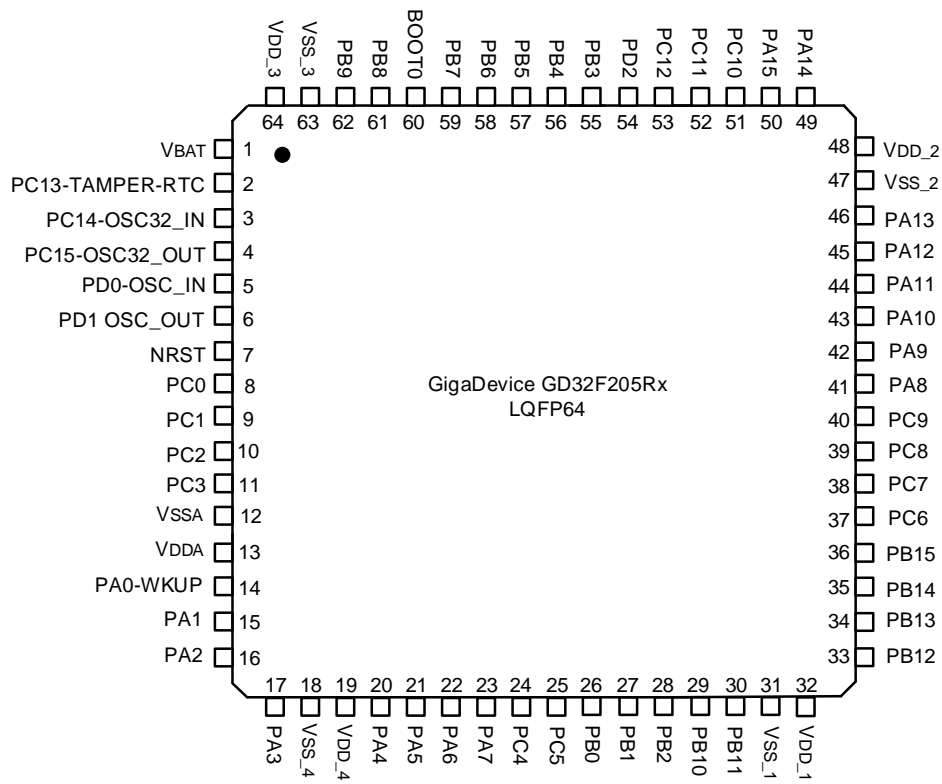 VDD_3 VSS_3 PB9 PB8 BOOT0 PB7 PB6 PB5 PB4 PB3 PD2 PC12 PC11 PC10 PA15 PA14
64 63 62 61 60 59 58 57 56 55 54 53 52 51 50 49
VBAT 1
PC13-TAMPER-RTC 2
PC14-OSC32_IN 3
PC15-OSC32_OUT 4
PD0-OSC_IN 5
PD1 OSC_OUT 6
NRST 7
PC0 8
PC1 9
PC2 10
PC3 11
VSSA 12
VDDA 13
PA0-WKUP 14
PA1 15
PA2 16
GigaDevice GD32F205Rx
LQFP64
48 VDD_2
47 VSS_2
46 PA13
45 PA12
44 PA11
43 PA10
42 PA9
41 PA8
40 PC9
39 PC8
38 PC7
37 PC6
36 PB15
35 PB14
34 PB13
33 PB12
17 18 19 20 21 22 23 24 25 26 27 28 29 30 31 32
PA3 VSS_4 VDD_4 PA4 PA5 PA6 PA7 PC4 PC5 PB0 PB1 PB2 PB10 PB11 VSS_1 VDD_1